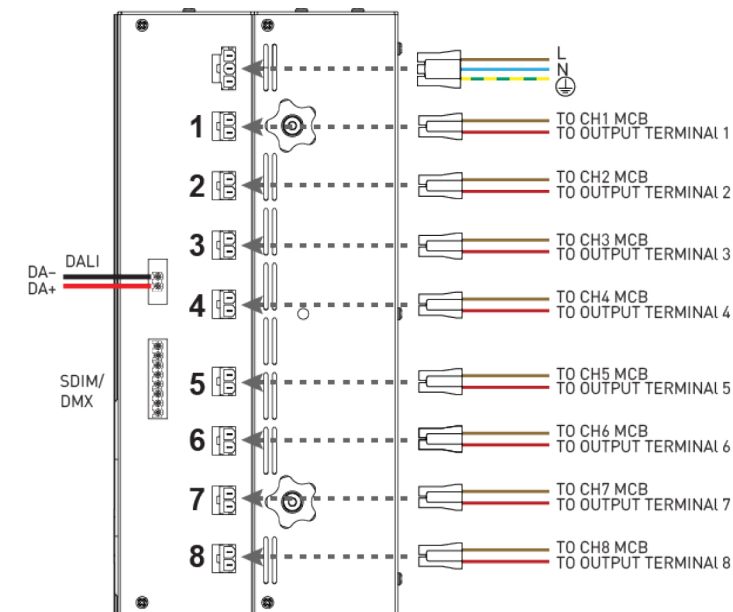 L
N
1
TO CH1 MCB
TO OUTPUT TERMINAl 1
2
TO CH2 MCB
TO OUTPUT TERMINAl 2
3
TO CH3 MCB
TO OUTPUT TERMINAl 3
DALI
DA−
DA+
4
TO CH4 MCB
TO OUTPUT TERMINAl 4
SDIM/
DMX
5
TO CH5 MCB
TO OUTPUT TERMINAl 5
6
TO CH6 MCB
TO OUTPUT TERMINAl 6
7
TO CH7 MCB
TO OUTPUT TERMINAl 7
8
TO CH8 MCB
TO OUTPUT TERMINAl 8